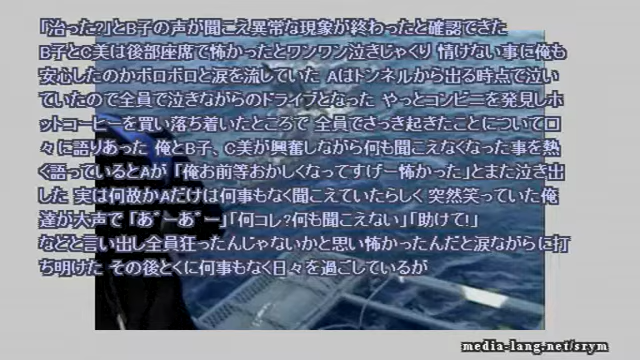 「治った?」とB子の声が聞こえ異常な現象が終わったと確認できた
B子とC美は後部座席で怖かったとワンワン泣きじゃくり 情けない事に俺も
安心したのかボロボロと涙を流していた Aはトンネルから出る時点で泣い
ていたので全員で泣きながらのドライブとなった やっとコンビニを発見しホ
ットコーヒーを買い落ち着いたところで 全員でさっき起きたことについて口
々に語りあった 俺とB子、C美が興奮しながら何も聞こえなくなった事を熱
く語っているとAが 「俺お前等おかしくなってすげー怖かった」とまた泣き出
した 実は何故かAだけは何事もなく聞こえていたらしく 突然笑っていた俺
達が大声で 「あ゛ーあ゛ー」「何コレ?何も聞こえない」「助けて!」
などと言い出し全員狂ったんじゃないかと思い怖かったんだと涙ながらに打
ち明けた その後とくに何事もなく日々を過ごしているが
media-lang.net/srym